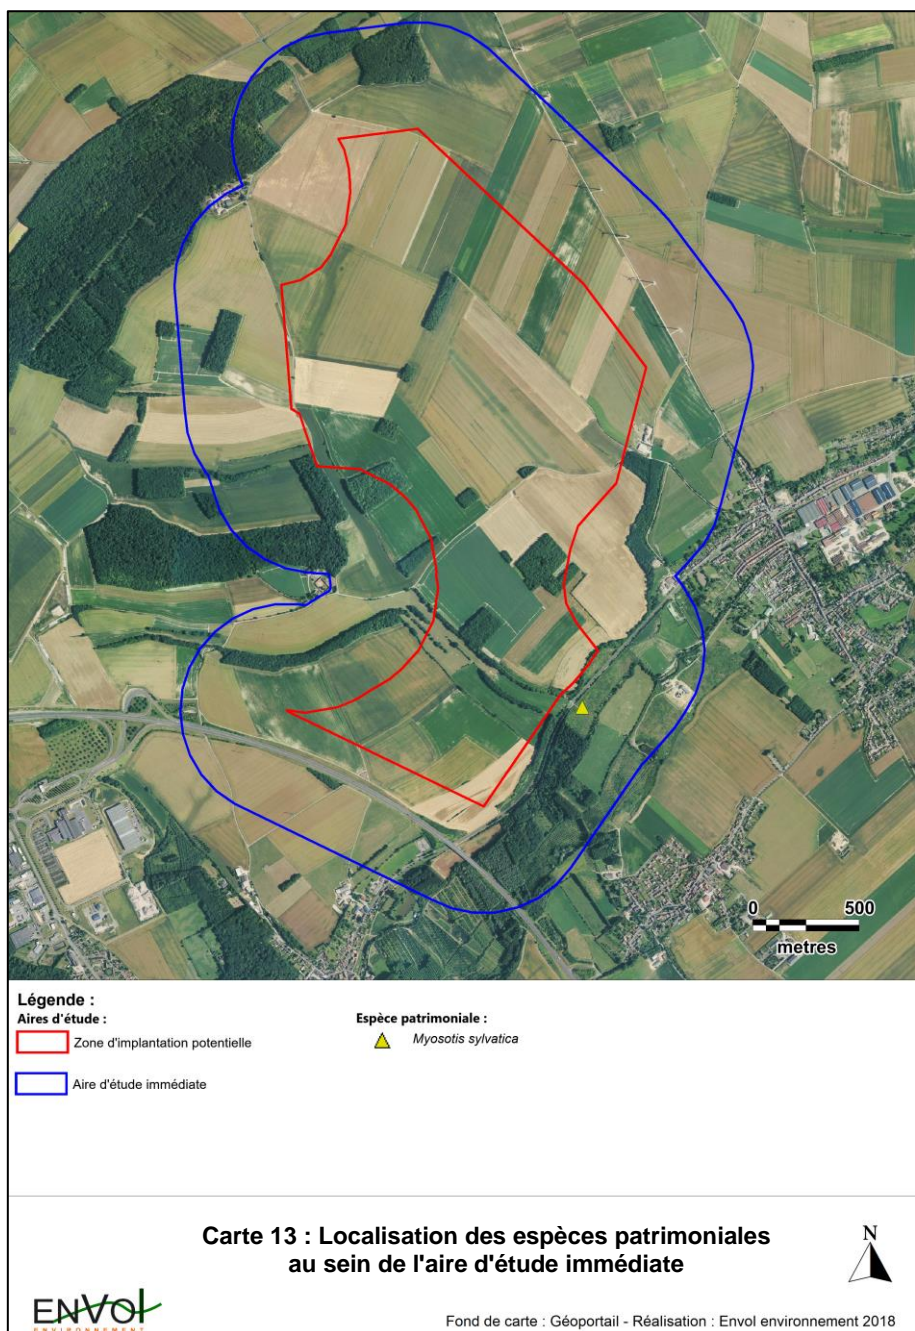 0 500
metres
Légende :
Aires d'étude :
Zone d'implantation potentielle
Aire d'étude immédiate
Espèce patrimoniale :
Myosotis sylvatica
Carte 13 : Localisation des espèces patrimoniales
au sein de l'aire d'étude immédiate
N
ENVOl
ENVIRONNEMENT
Fond de carte : Géoportail - Réalisation : Envol environnement 2018